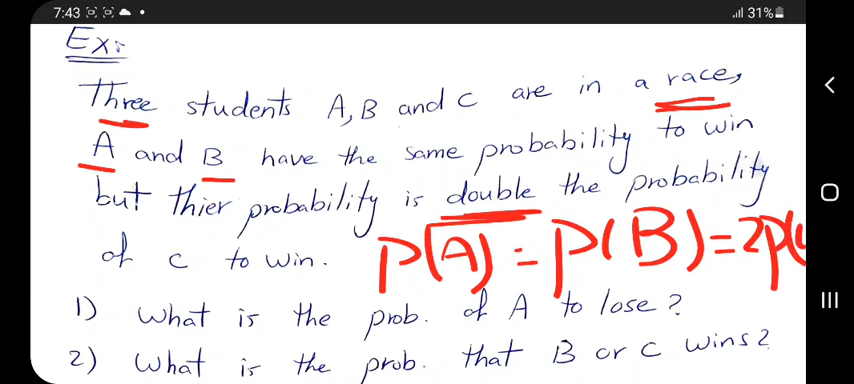 7:43
31%
Ex:
Three students A, B and C are in a race,
A and B have the same probability to win
but thier probability is double the probability
of C to win.
P(A) = P(B) = 2P(
1) What is the prob. of A to lose?
2) What is the prob. that B or C wins?